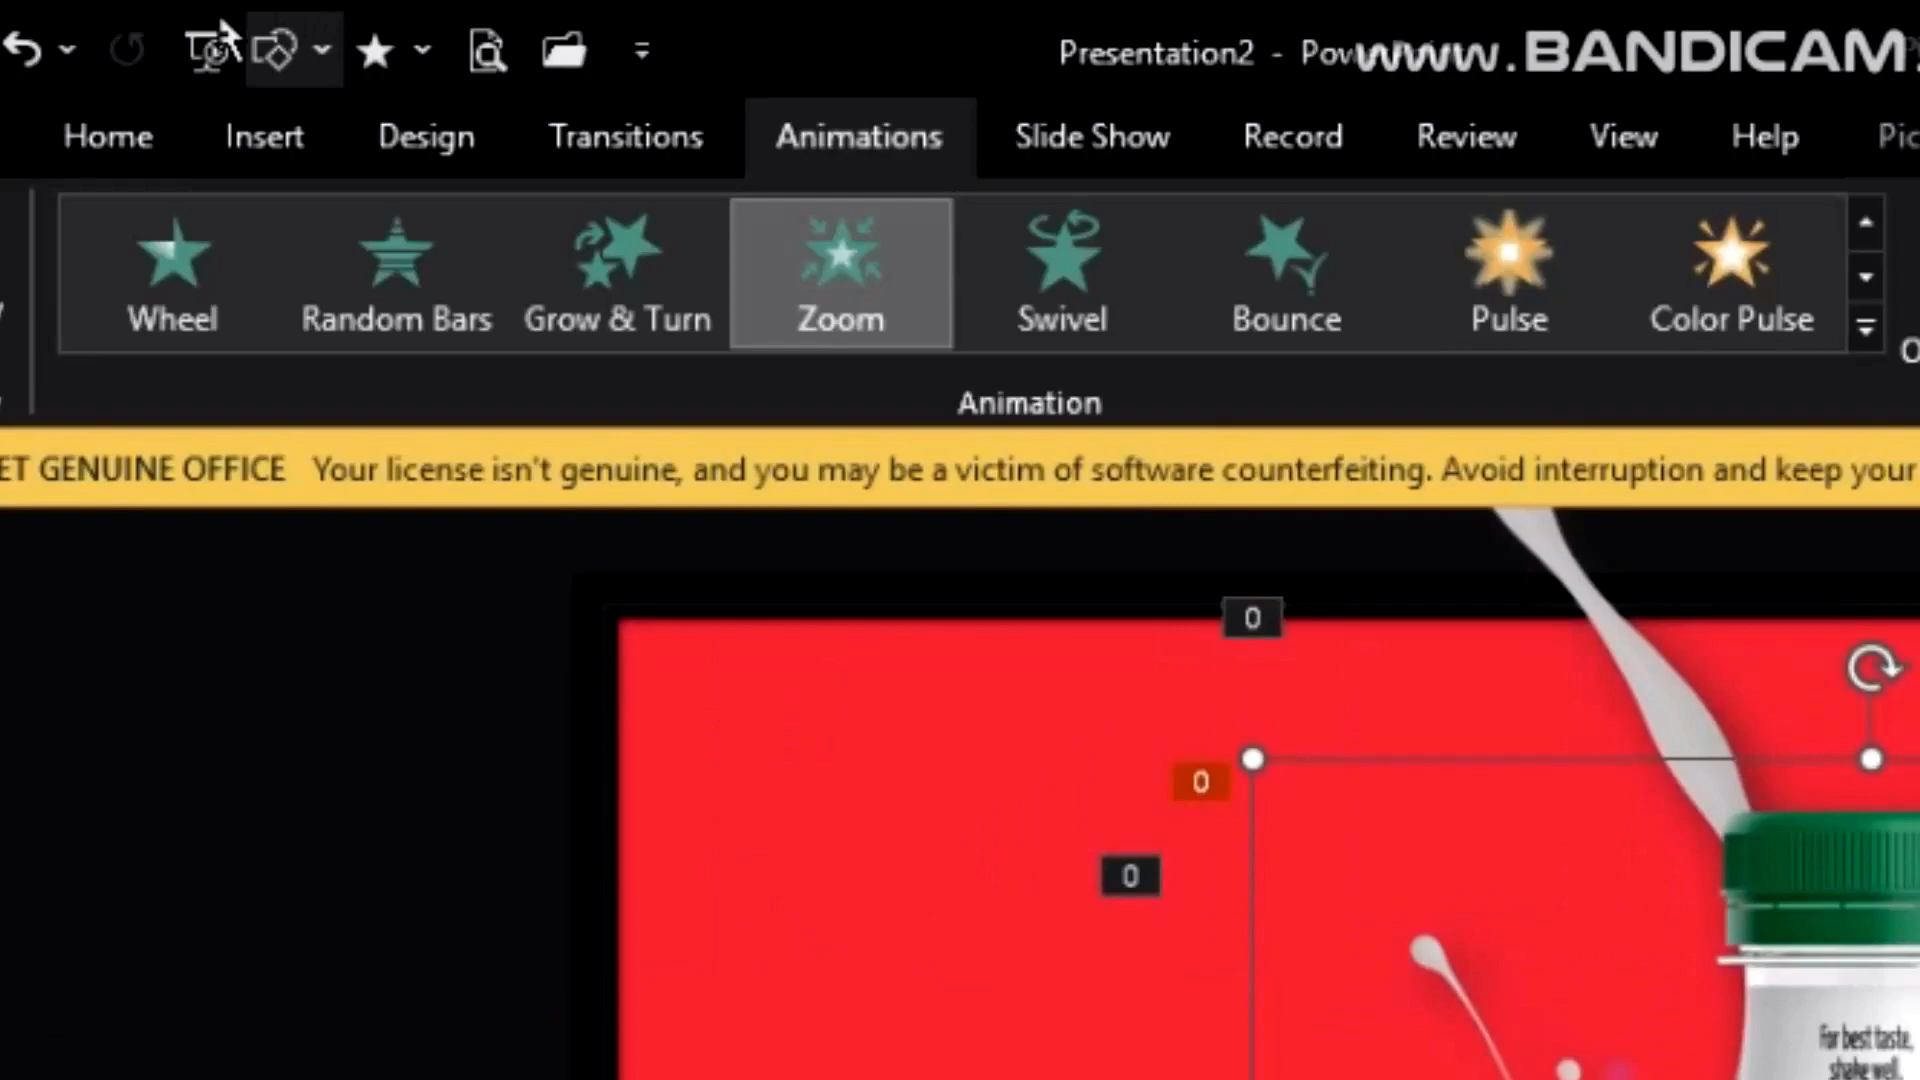 Presentation2 - Pow
www.BANDICAM.
Home Insert Design Transitions Animations Slide Show Record Review View Help Pic
Wheel Random Bars Grow & Turn Zoom Swivel Bounce Pulse Color Pulse
Animation
ET GENUINE OFFICE Your license isn't genuine, and you may be a victim of software counterfeiting. Avoid interruption and keep your
0
0
0
For best taste,
shake well.